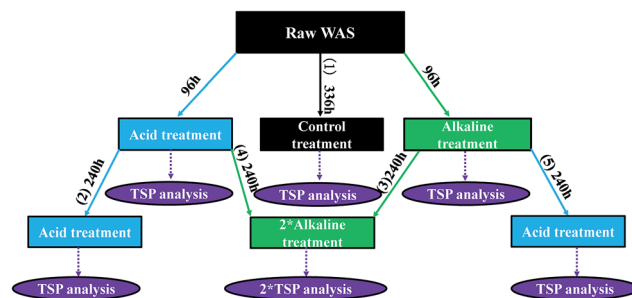 Raw WAS
96h
(1) 336h
96h
Acid treatment
Control
treatment
Alkaline
treatment
(2) 240h
TSP analysis
(4) 240h
TSP analysis
(3)240h
TSP analysis
(5) 240h
Acid treatment
2*Alkaline
treatment
Acid treatment
TSP analysis
2*TSP analysis
TSP analysis